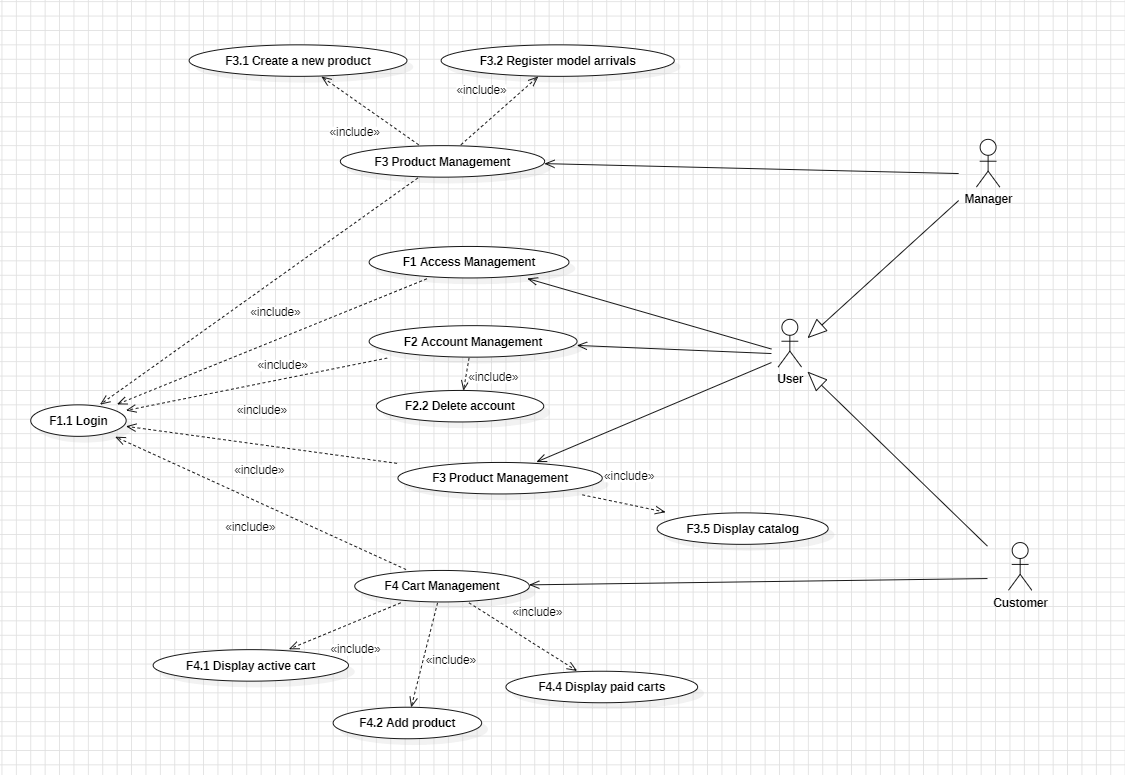 F3.1 Create a new product
F3.2 Register model arrivals
«include»
«include»
F3 Product Management
Manager
F1 Access Management
«include»
F2 Account Management
«include»
«include»
User
F2.2 Delete account
«include»
F1.1 Login
«include»
F3 Product Management
«include»
«include»
F3.5 Display catalog
F4 Cart Management
Customer
«include»
«include»
«include»
F4.1 Display active cart
F4.4 Display paid carts
F4.2 Add product